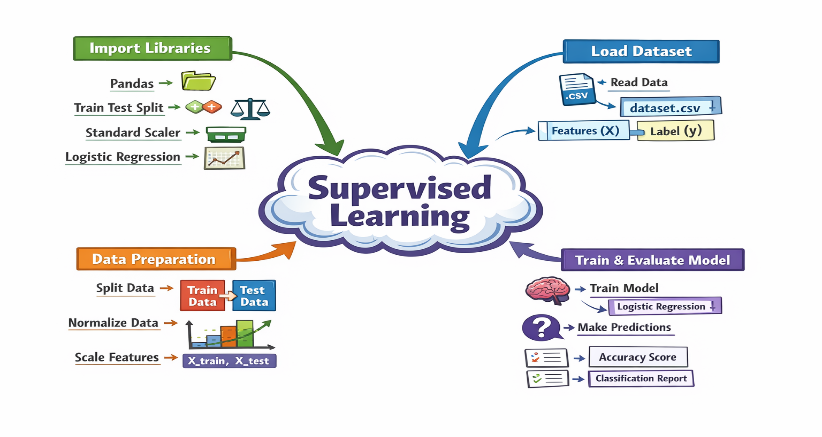 Import Libraries
Pandas
Train Test Split
Standard Scaler
Logistic Regression
Load Dataset
Read Data
.CSV
dataset.csv
Features (X)
Label (y)
Supervised
Learning
Data Preparation
Split Data
Train
Data
Test
Data
Normalize Data
Scale Features
X_train, X_test
Train & Evaluate Model
Train Model
Logistic Regression
?
Make Predictions
Accuracy Score
Classification Report